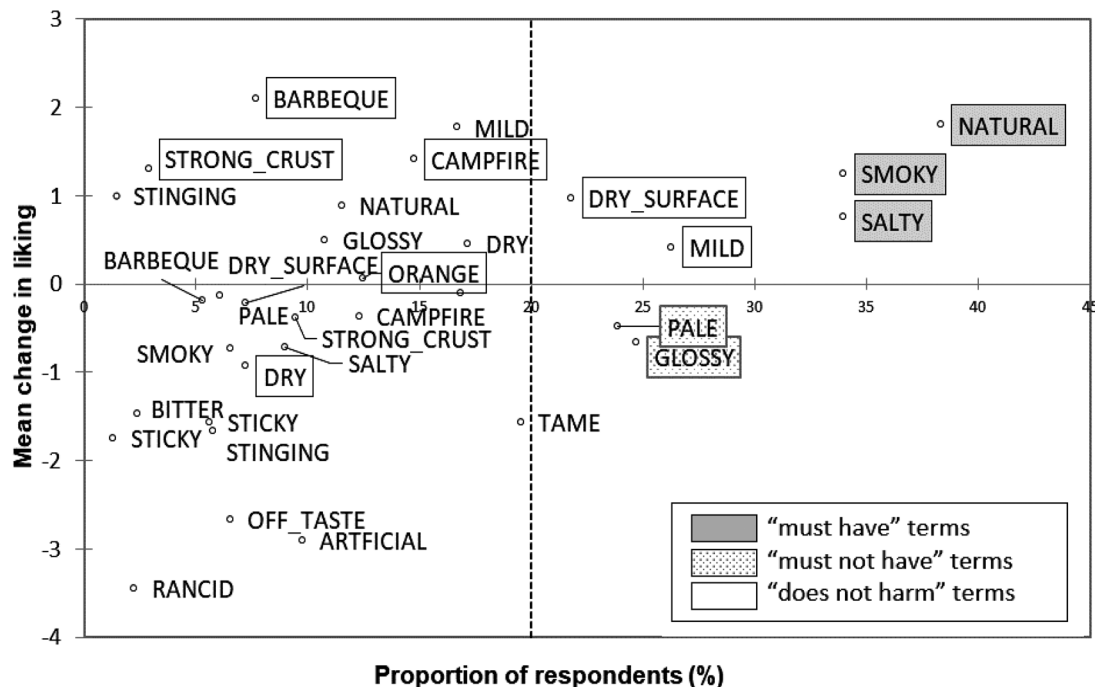 3
2
1
0
-1
-2
-3
-4
Mean change in liking
BARBEQUE
MILD
NATURAL
STRONG_CRUST
CAMPFIRE
SMOKY
STINGING
NATURAL
DRY_SURFACE
SALTY
GLOSSY
DRY
MILD
BARBEQUE
DRY_SURFACE
ORANGE
0 5 10 15 20 25 30 35 40 45
PALE
CAMPFIRE
PALE
STRONG_CRUST
SMOKY
SALTY
GLOSSY
DRY
BITTER
STICKY
TAME
STICKY
STINGING
OFF_TASTE
ARTFICIAL
RANCID
“must have” terms
“must not have” terms
“does not harm” terms
Proportion of respondents (%)